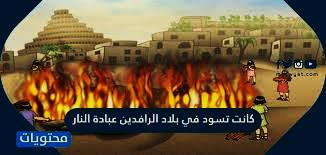 كانت تسود في بلاد الرافدين عبادة النار
محتويات